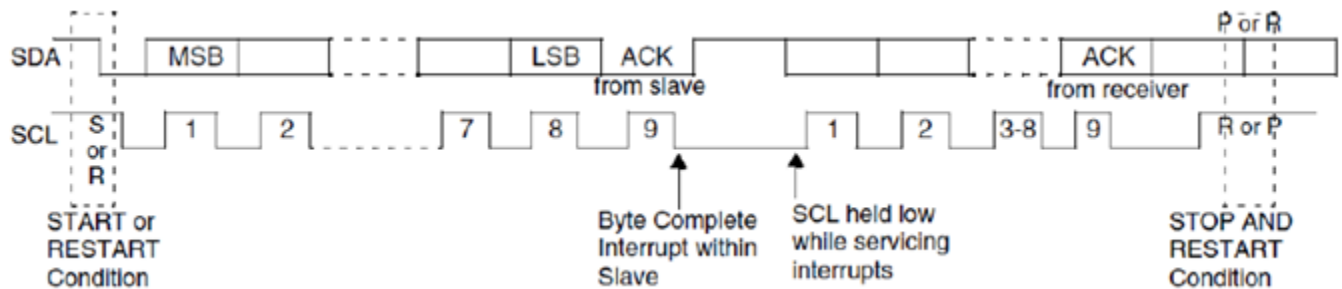 P or R
SDA MSB LSB ACK ACK
from slave from receiver
SCL S or R 1 2 7 8 9 1 2 3-8 9 R or P
START or
RESTART
Condition
Byte Complete
Interrupt within
Slave
SCL held low
while servicing
interrupts
STOP AND
RESTART
Condition